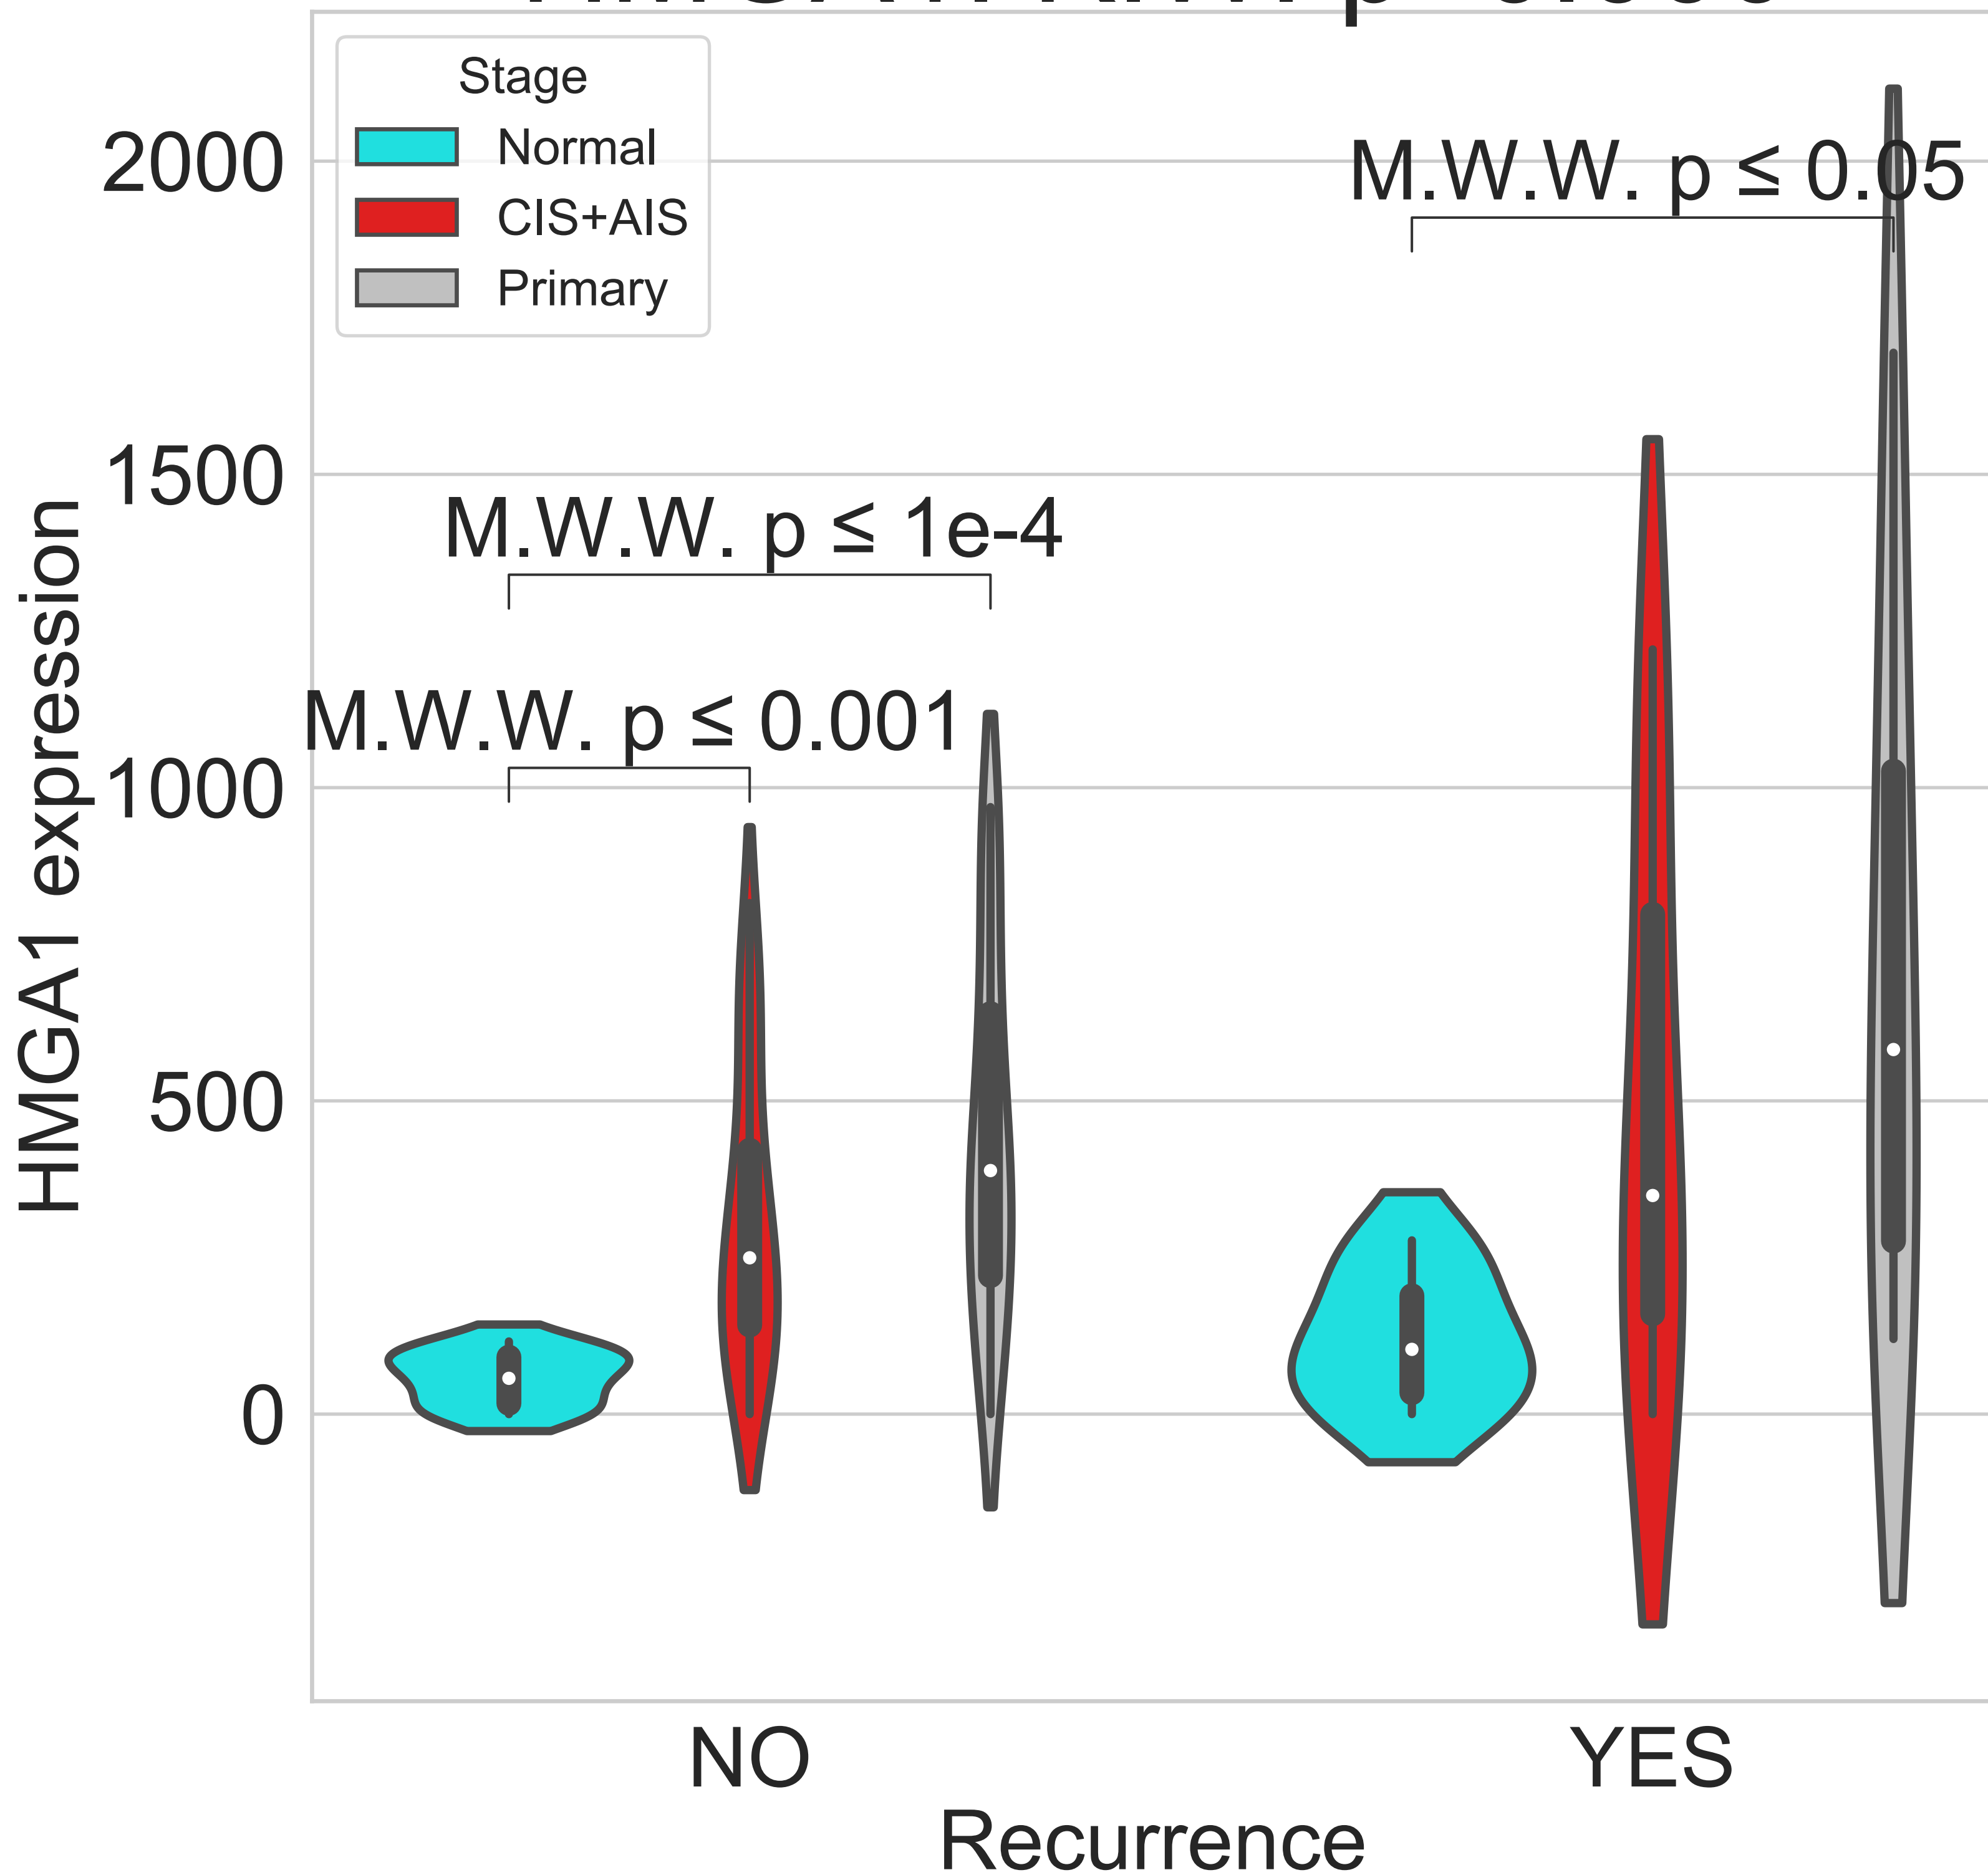 Stage
Normal
CIS+AIS
Primary
M.W.W. p ≤ 0.05
M.W.W. p ≤ 1e-4
M.W.W. p ≤ 0.001
2000
1500
1000
500
0
HMGA1 expression
NO
YES
Recurrence